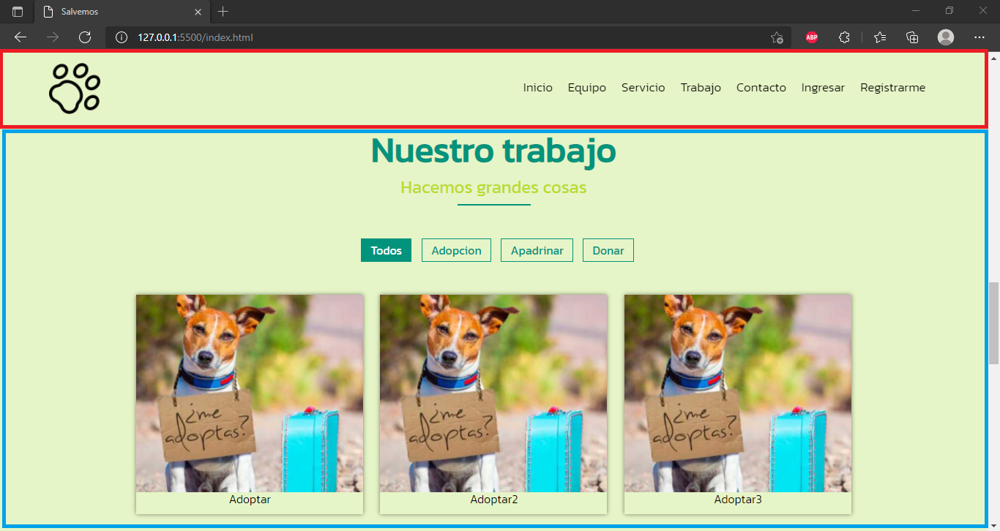 Salvemos
127.0.0.1:5500/index.html
ABP
Inicio Equipo Servicio Trabajo Contacto Ingresar Registrarme
Nuestro trabajo
Hacemos grandes cosas
Todos Adopcion Apadrinar Donar
¿me adoptas?
¿me adoptas?
¿me adoptas?
Adoptar Adoptar2 Adoptar3